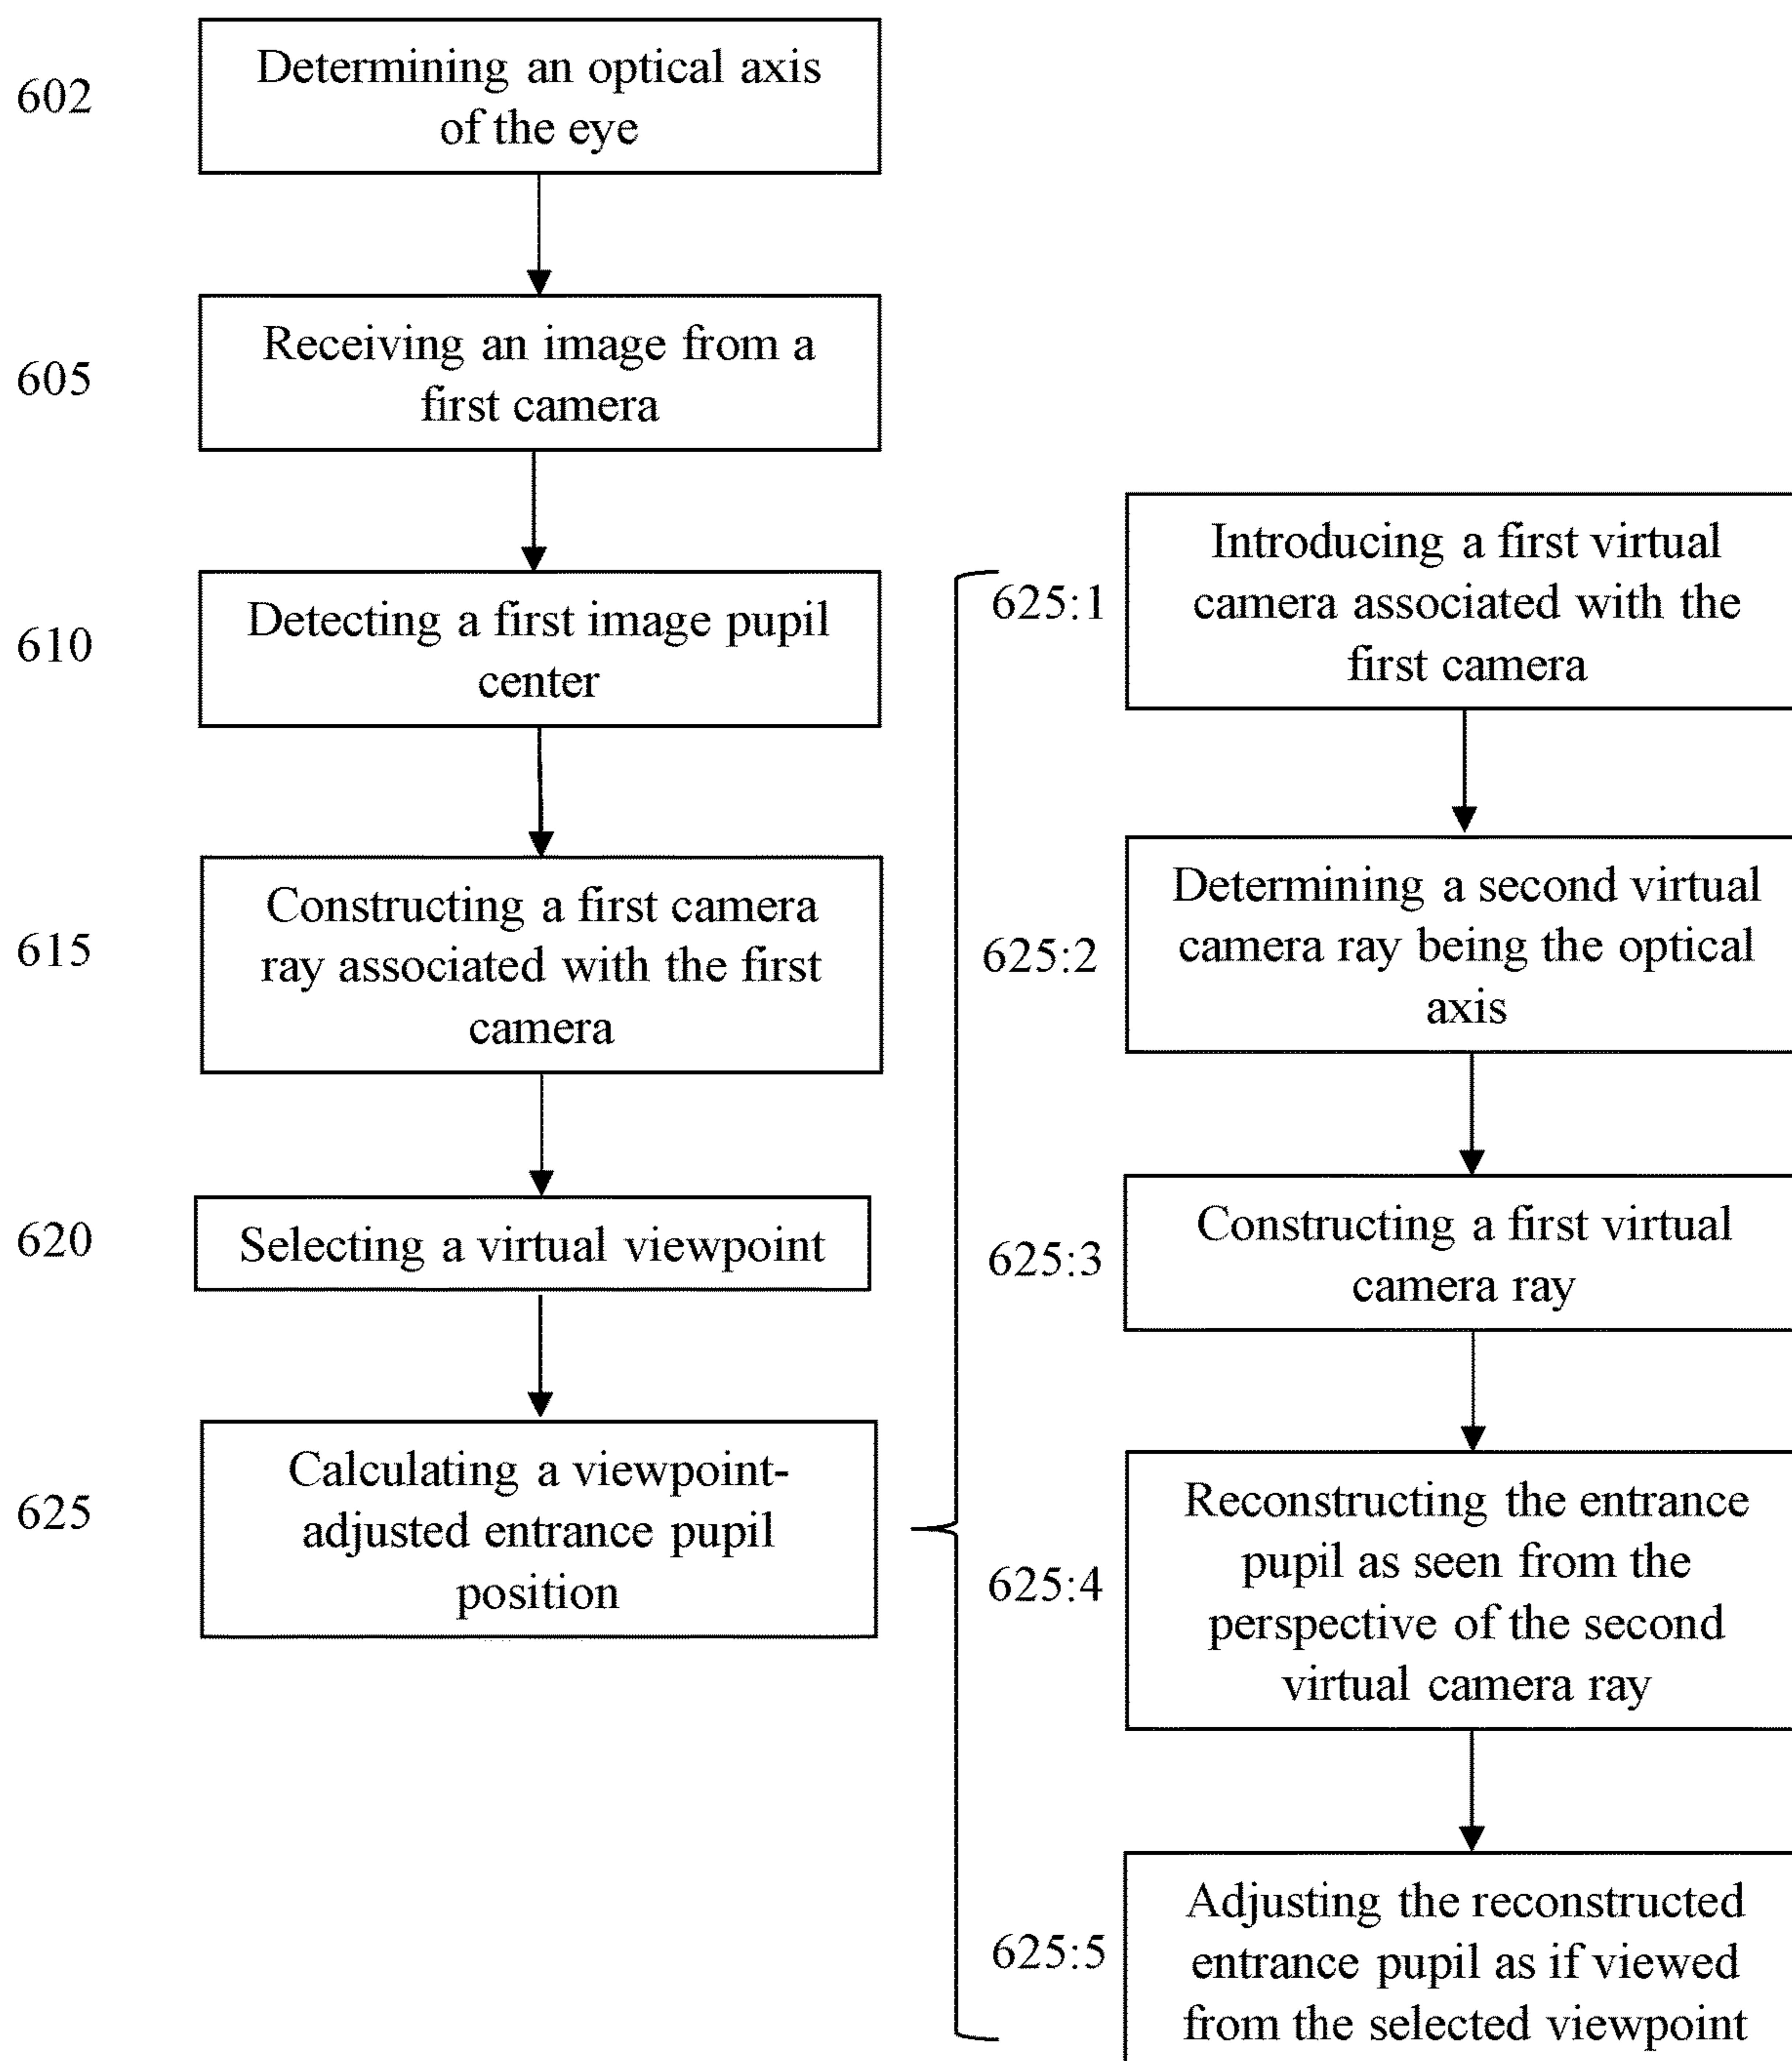 602
Determining an optical axis
of the eye
605
Receiving an image from a
first camera
610
Detecting a first image pupil
center
615
Constructing a first camera
ray associated with the first
camera
620
Selecting a virtual viewpoint
625
Calculating a viewpoint-
adjusted entrance pupil
position
625:1
Introducing a first virtual
camera associated with the
first camera
625:2
Determining a second virtual
camera ray being the optical
axis
625:3
Constructing a first virtual
camera ray
625:4
Reconstructing the entrance
pupil as seen from the
perspective of the second
virtual camera ray
625:5
Adjusting the reconstructed
entrance pupil as if viewed
from the selected viewpoint